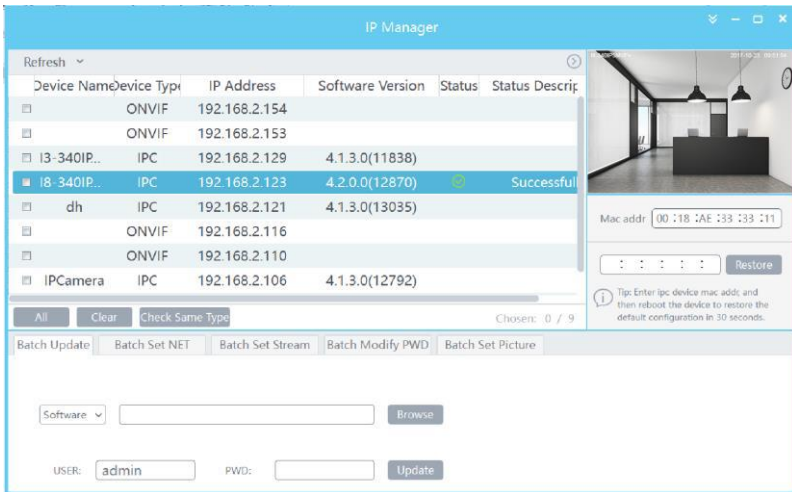 IP Manager
Refresh
Device Name Device Type IP Address Software Version Status Status Descrip
ONVIF 192.168.2.154
ONVIF 192.168.2.153
I3-340IP... IPC 192.168.2.129 4.1.3.0(11838)
I8-340IP... IPC 192.168.2.123 4.2.0.0(12870) Successful
dh IPC 192.168.2.121 4.1.3.0(13035)
ONVIF 192.168.2.116
ONVIF 192.168.2.110
IPCamera IPC 192.168.2.106 4.1.3.0(12792)
All Clear Check Same Type Chosen: 0 / 9
Mac addr 00 :18 :AE :33 :33 :11
: : : : : Restore
Tip: Enter ipc device mac addr, and
then reboot the device to restore the
default configuration in 30 seconds.
Batch Update Batch Set NET Batch Set Stream Batch Modify PWD Batch Set Picture
Software Browse
USER: admin PWD: Update